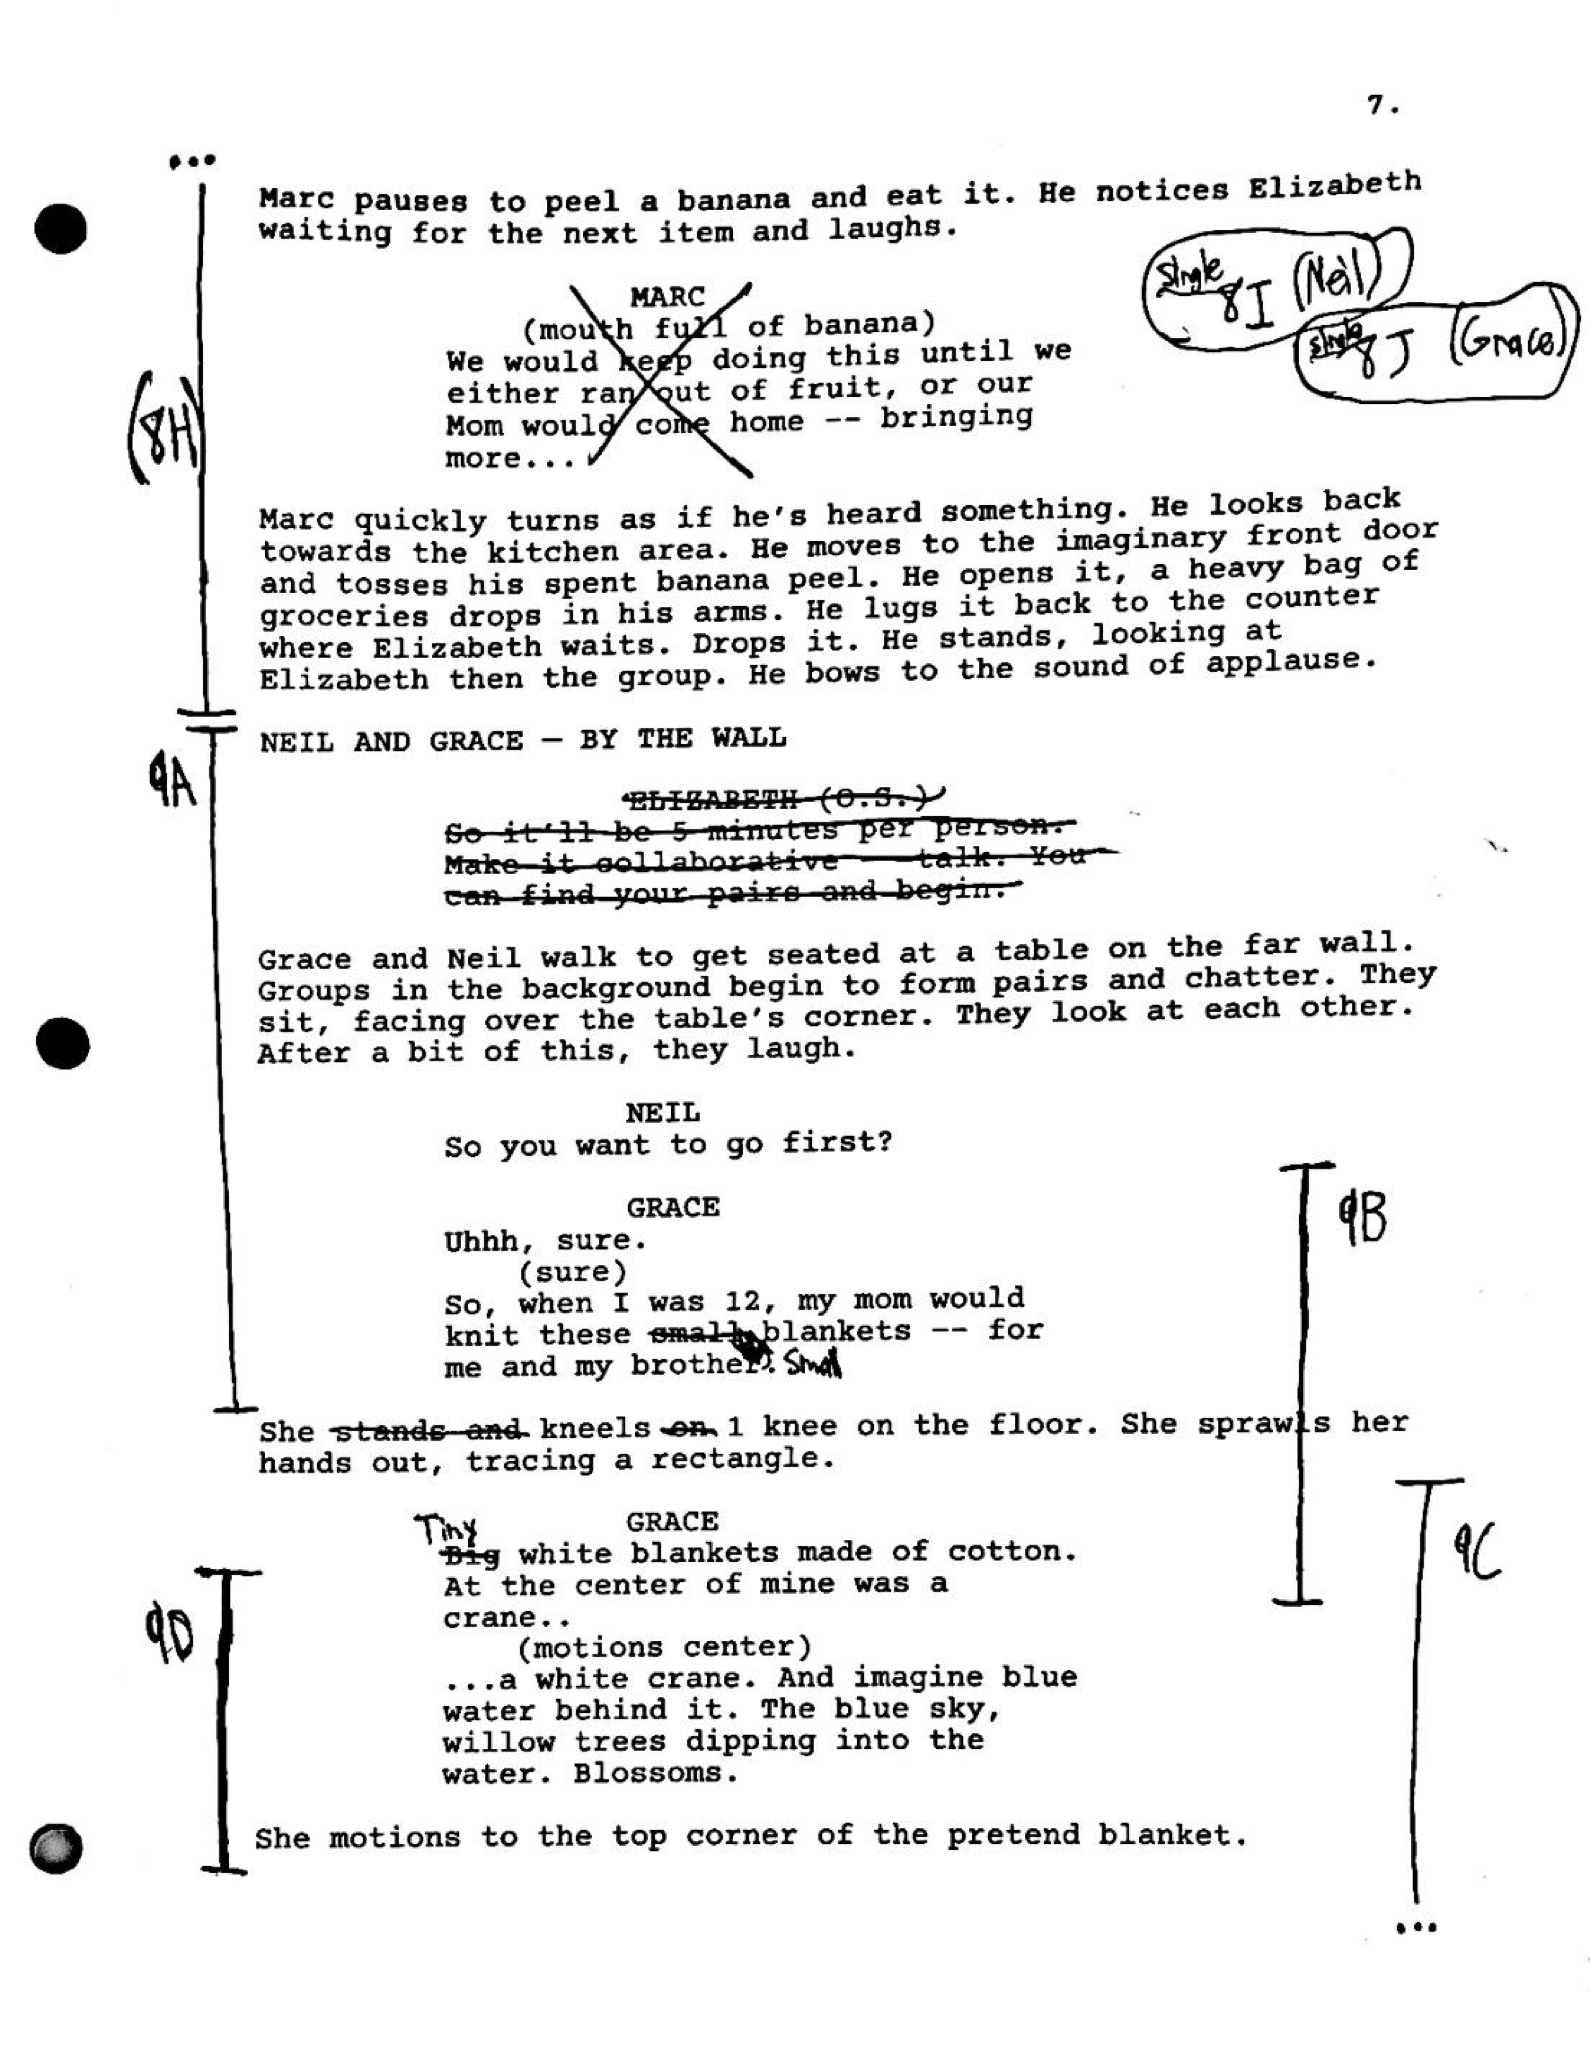 7.
...
Marc pauses to peel a banana and eat it. He notices Elizabeth
waiting for the next item and laughs.
single 8I (Neil)
single 8J (Grace)
MARC
(mouth full of banana)
We would keep doing this until we
either ran out of fruit, or our
Mom would come home -- bringing
more...
(8H)
Marc quickly turns as if he's heard something. He looks back
towards the kitchen area. He moves to the imaginary front door
and tosses his spent banana peel. He opens it, a heavy bag of
groceries drops in his arms. He lugs it back to the counter
where Elizabeth waits. Drops it. He stands, looking at
Elizabeth then the group. He bows to the sound of applause.
NEIL AND GRACE — BY THE WALL
9A
ELIZABETH (O.S.)
So it'll be 5 minutes per person.
Make it collaborative — talk. You
can find your pairs and begin.
Grace and Neil walk to get seated at a table on the far wall.
Groups in the background begin to form pairs and chatter. They
sit, facing over the table's corner. They look at each other.
After a bit of this, they laugh.
NEIL
So you want to go first?
9B
GRACE
Uhhh, sure.
(sure)
So, when I was 12, my mom would
knit these small blankets -- for
me and my brother. Small
She stands and kneels on 1 knee on the floor. She sprawls her
hands out, tracing a rectangle.
GRACE
Tiny
Big white blankets made of cotton.
9C
At the center of mine was a
crane..
9D
(motions center)
...a white crane. And imagine blue
water behind it. The blue sky,
willow trees dipping into the
water. Blossoms.
She motions to the top corner of the pretend blanket.
...